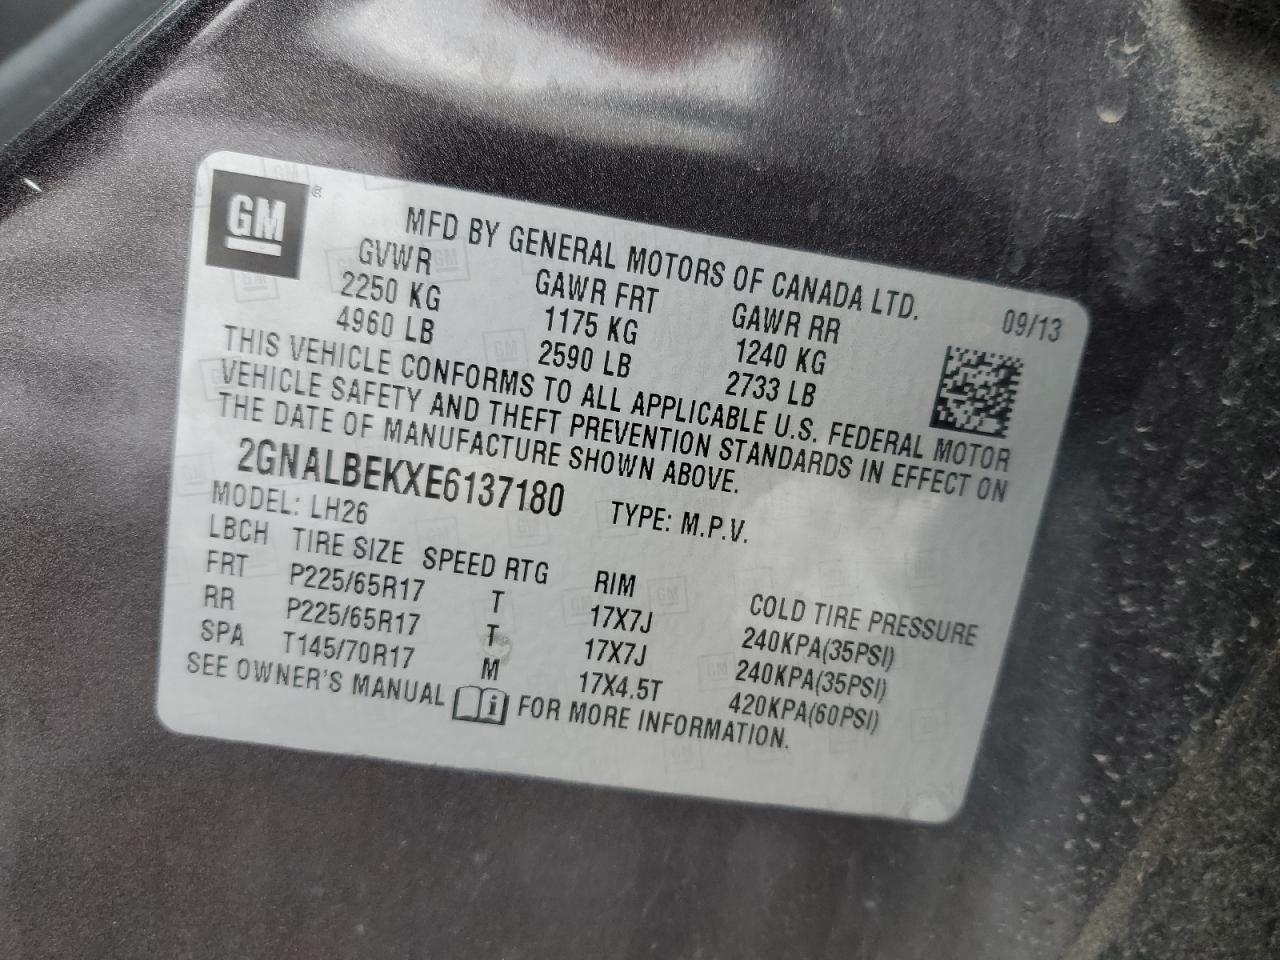 GM
MFD BY GENERAL MOTORS OF CANADA LTD.
09/13
GVWR GAWR FRT GAWR RR
2250 KG 1175 KG 1240 KG
4960 LB 2590 LB 2733 LB
THIS VEHICLE CONFORMS TO ALL APPLICABLE U.S. FEDERAL MOTOR
VEHICLE SAFETY AND THEFT PREVENTION STANDARDS IN EFFECT ON
THE DATE OF MANUFACTURE SHOWN ABOVE.
2GNALBEKXE6137180 TYPE: M.P.V.
MODEL: LH26
LBCH TIRE SIZE SPEED RTG RIM COLD TIRE PRESSURE
FRT P225/65R17 T 17X7J 240KPA(35PSI)
RR P225/65R17 T 17X7J 240KPA(35PSI)
SPA T145/70R17 M 17X4.5T 420KPA(60PSI)
SEE OWNER'S MANUAL i FOR MORE INFORMATION.